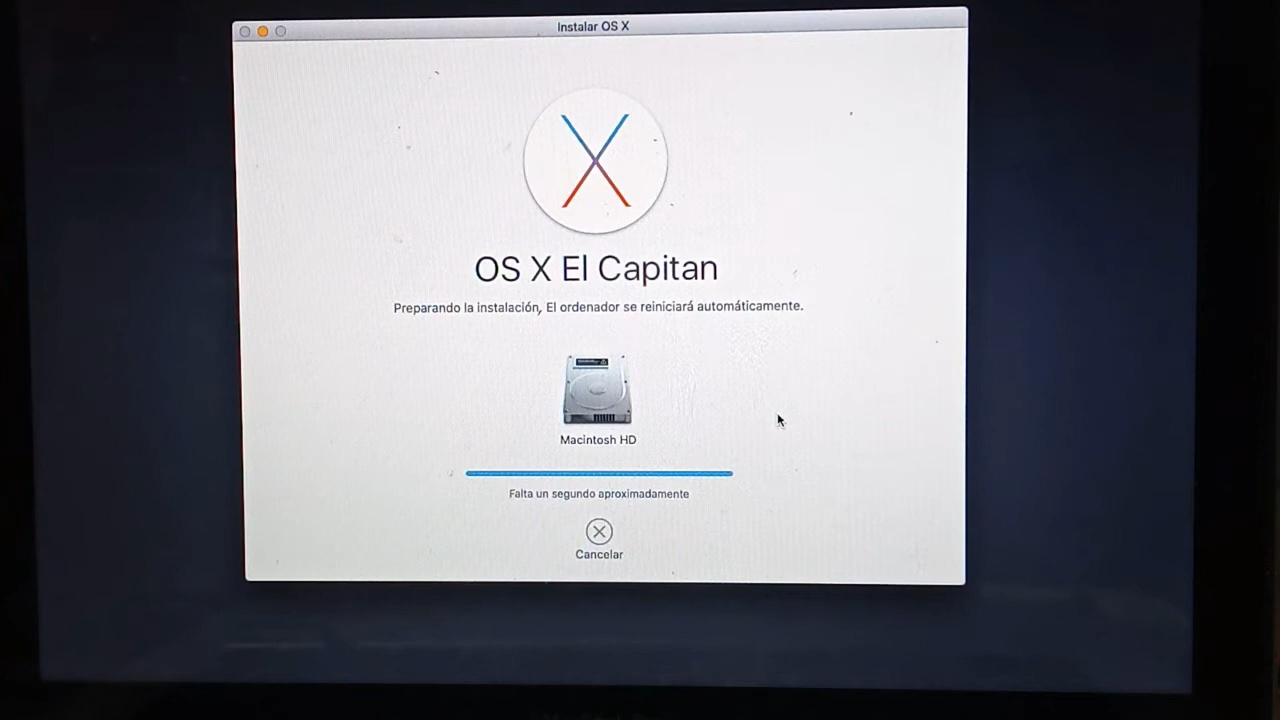 Instalar OS X
OS X El Capitan
Preparando la instalación, El ordenador se reiniciará automáticamente.
Macintosh HD
Falta un segundo aproximadamente
Cancelar